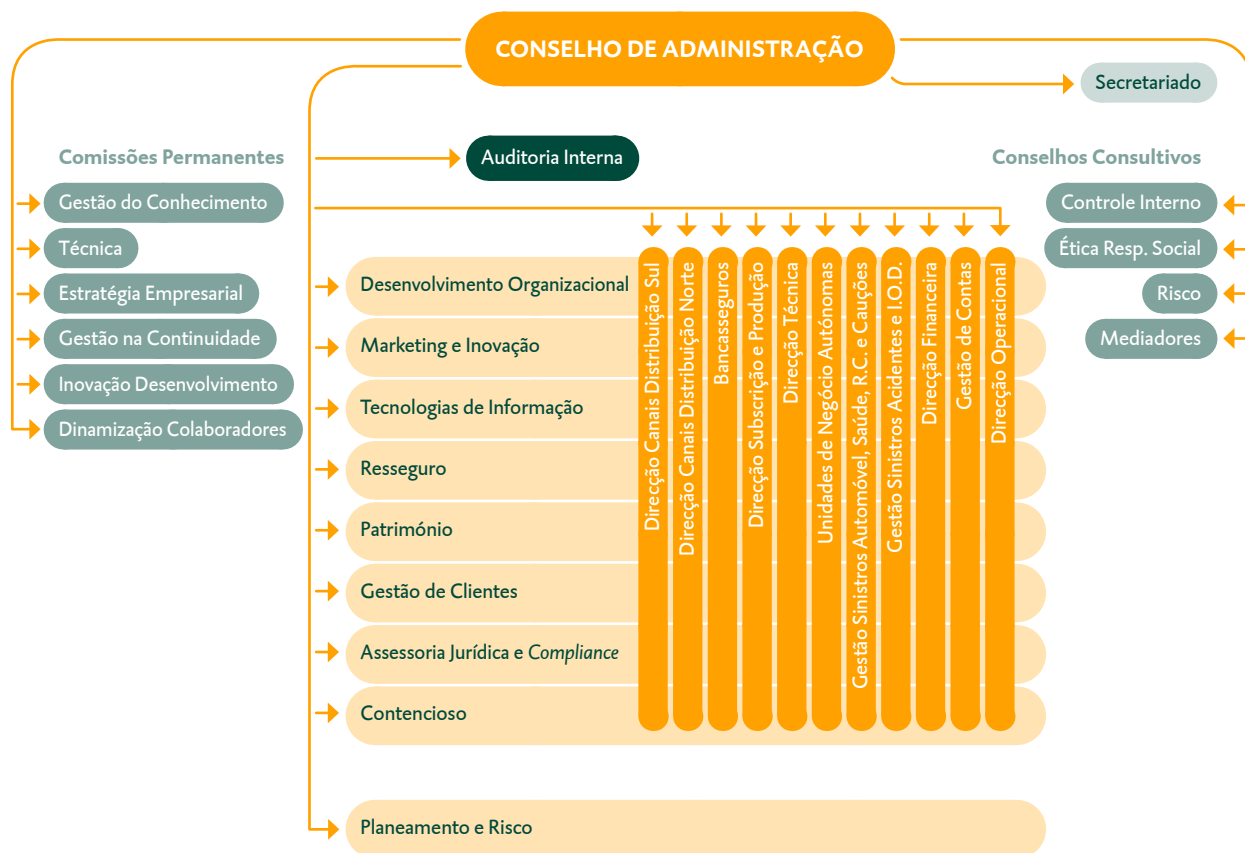 CONSELHO DE ADMINISTRAÇÃO
Secretariado
Comissões Permanentes
Gestão do Conhecimento
Técnica
Estratégia Empresarial
Gestão na Continuidade
Inovação Desenvolvimento
Dinamização Colaboradores
Auditoria Interna
Conselhos Consultivos
Controle Interno
Ética Resp. Social
Risco
Mediadores
Direcção Canais Distribuição Sul
Direcção Canais Distribuição Norte
Bancasseguros
Direcção Subscrição e Produção
Direcção Técnica
Unidades de Negócio Autónomas
Gestão Sinistros Automóvel, Saúde, R.C. e Cauções
Gestão Sinistros Acidentes e I.O.D.
Direcção Financeira
Gestão de Contas
Direcção Operacional
Desenvolvimento Organizacional
Marketing e Inovação
Tecnologias de Informação
Resseguro
Património
Gestão de Clientes
Assessoria Jurídica e Compliance
Contencioso
Planeamento e Risco